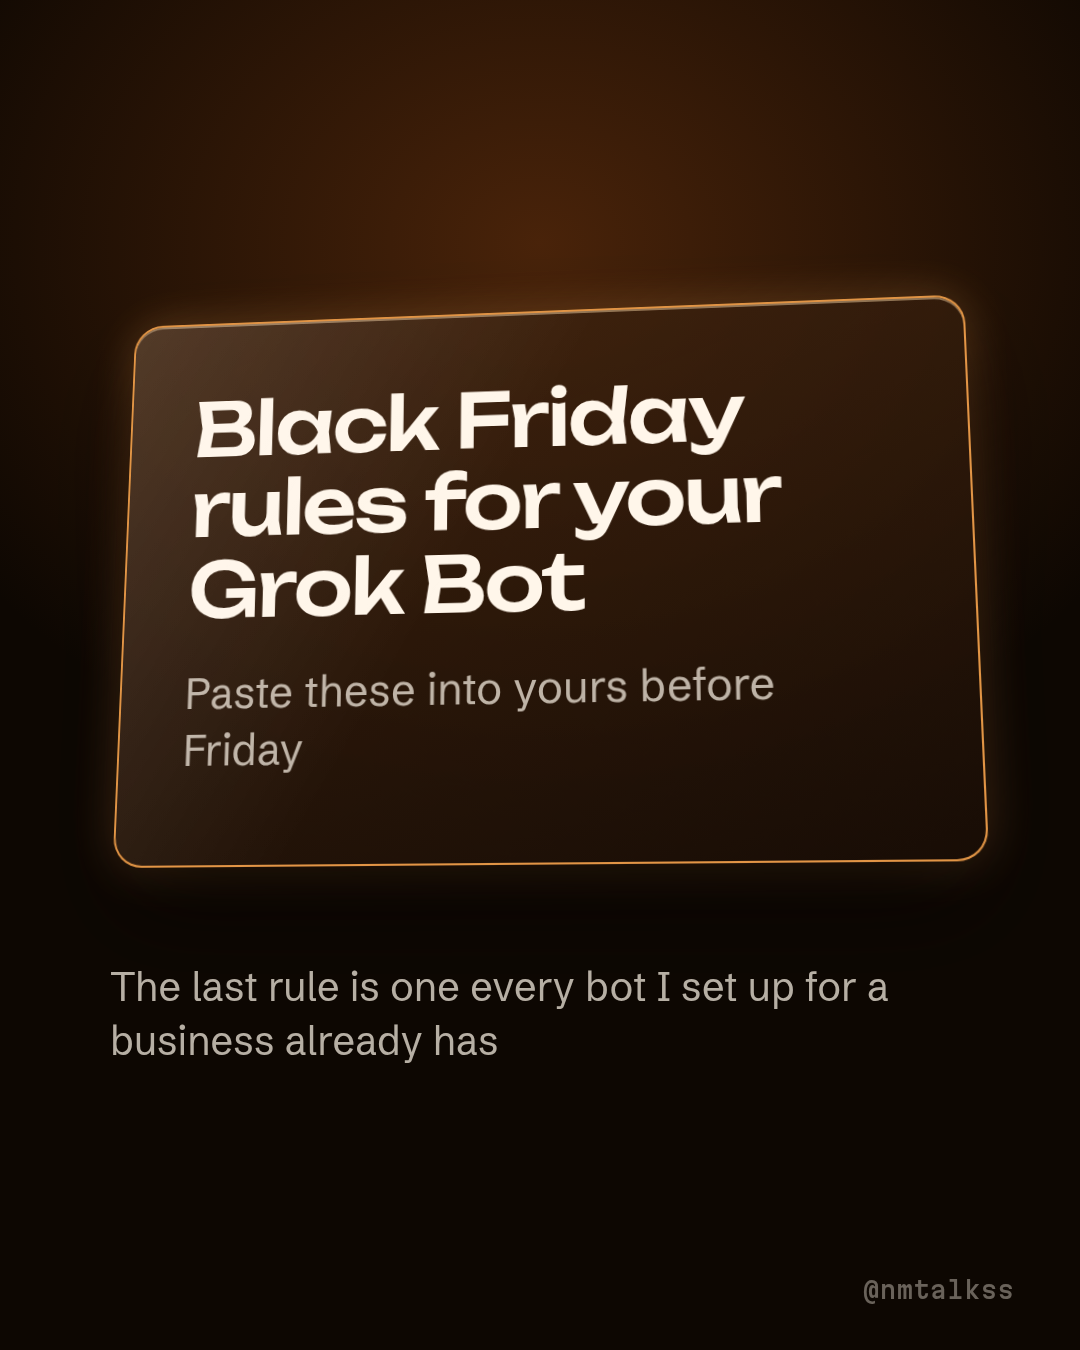 Black Friday
rules for your
Grok Bot
Paste these into yours before
Friday
The last rule is one every bot I set up for a
business already has
@nmtalkss